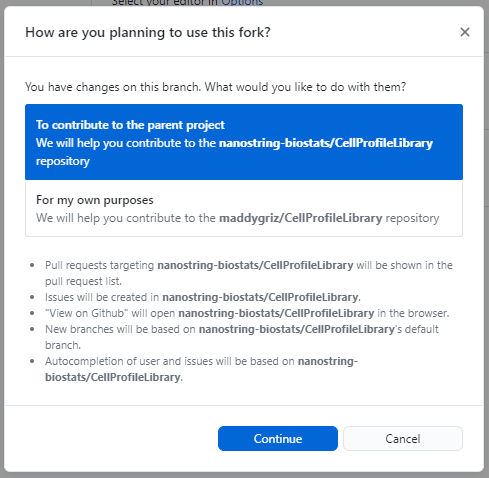 Select your editor in Options
How are you planning to use this fork?
You have changes on this branch. What would you like to do with them?
To contribute to the parent project
We will help you contribute to the nanostring-biostats/CellProfileLibrary
repository
For my own purposes
We will help you contribute to the maddygriz/CellProfileLibrary repository
Pull requests targeting nanostring-biostats/CellProfileLibrary will be shown in the
pull request list.
Issues will be created in nanostring-biostats/CellProfileLibrary.
"View on Github" will open nanostring-biostats/CellProfileLibrary in the browser.
New branches will be based on nanostring-biostats/CellProfileLibrary's default
branch.
Autocompletion of user and issues will be based on nanostring-
biostats/CellProfileLibrary.
Continue
Cancel